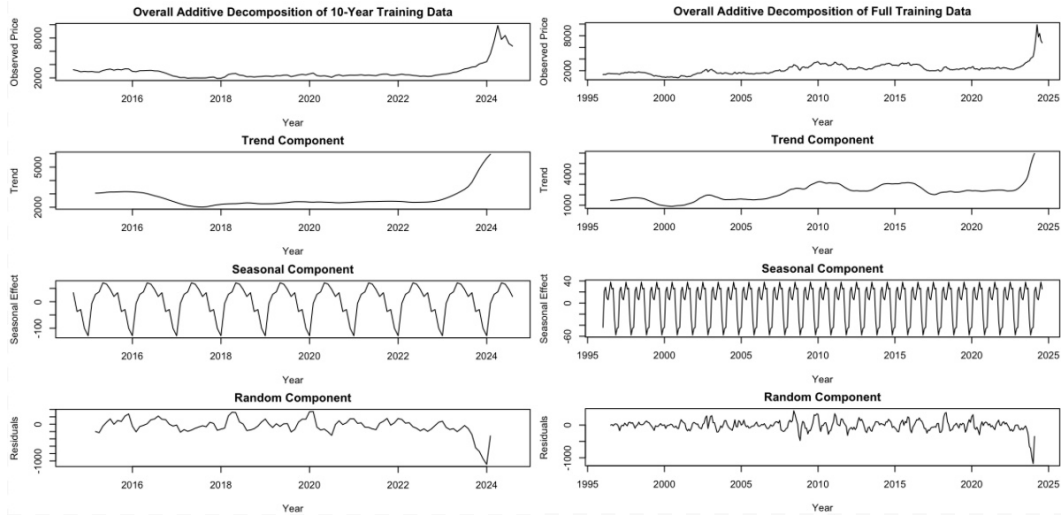 Overall Additive Decomposition of 10-Year Training Data
Observed Price
8000
2000
2016 2018 2020 2022 2024
Year
Trend Component
Trend
5000
2000
2016 2018 2020 2022 2024
Year
Seasonal Component
Seasonal Effect
0
-100
2016 2018 2020 2022 2024
Year
Random Component
Residuals
0
-1000
2016 2018 2020 2022 2024
Year
Overall Additive Decomposition of Full Training Data
Observed Price
8000
2000
1995 2000 2005 2010 2015 2020 2025
Year
Trend Component
Trend
4000
1000
1995 2000 2005 2010 2015 2020 2025
Year
Seasonal Component
Seasonal Effect
40
0
-60
1995 2000 2005 2010 2015 2020 2025
Year
Random Component
Residuals
0
-1000
1995 2000 2005 2010 2015 2020 2025
Year